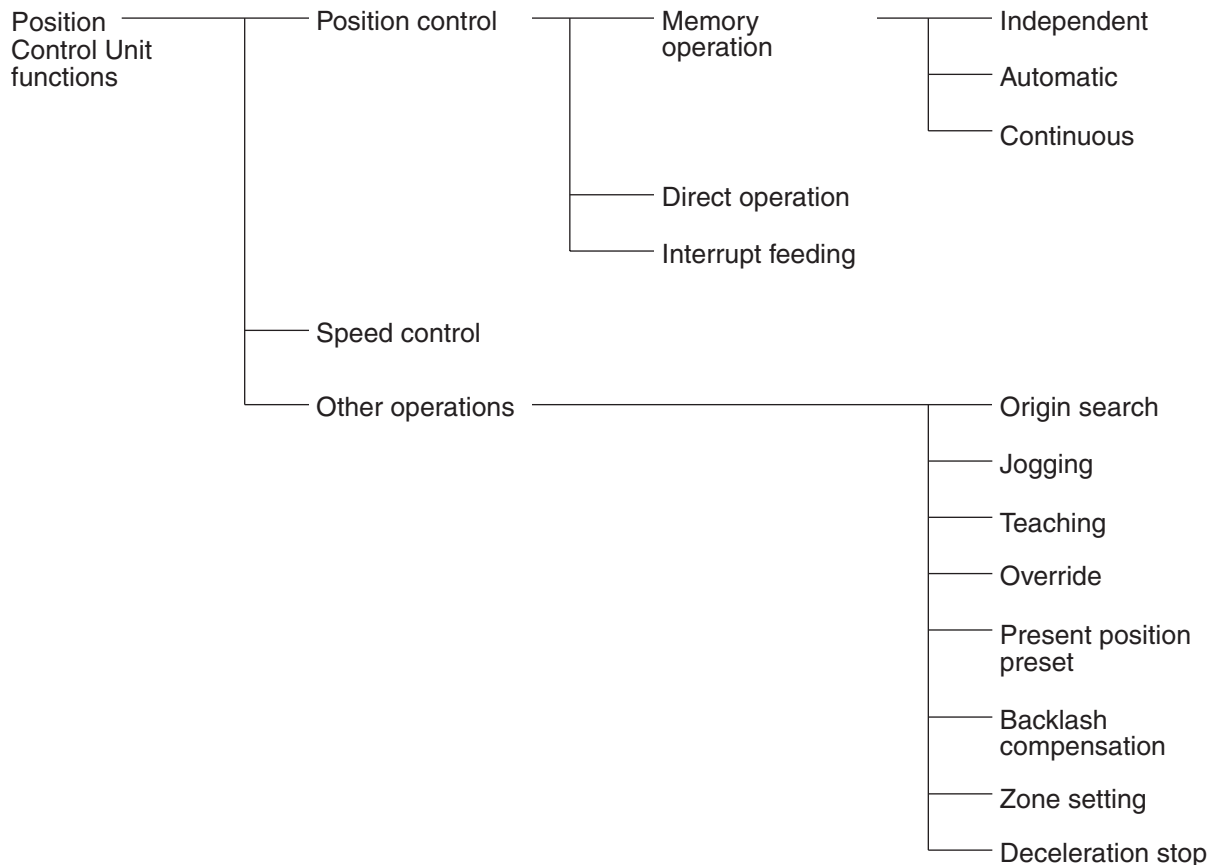 Position
Control Unit
functions
Position control
Memory
operation
Independent
Automatic
Continuous
Direct operation
Interrupt feeding
Speed control
Other operations
Origin search
Jogging
Teaching
Override
Present position
preset
Backlash
compensation
Zone setting
Deceleration stop